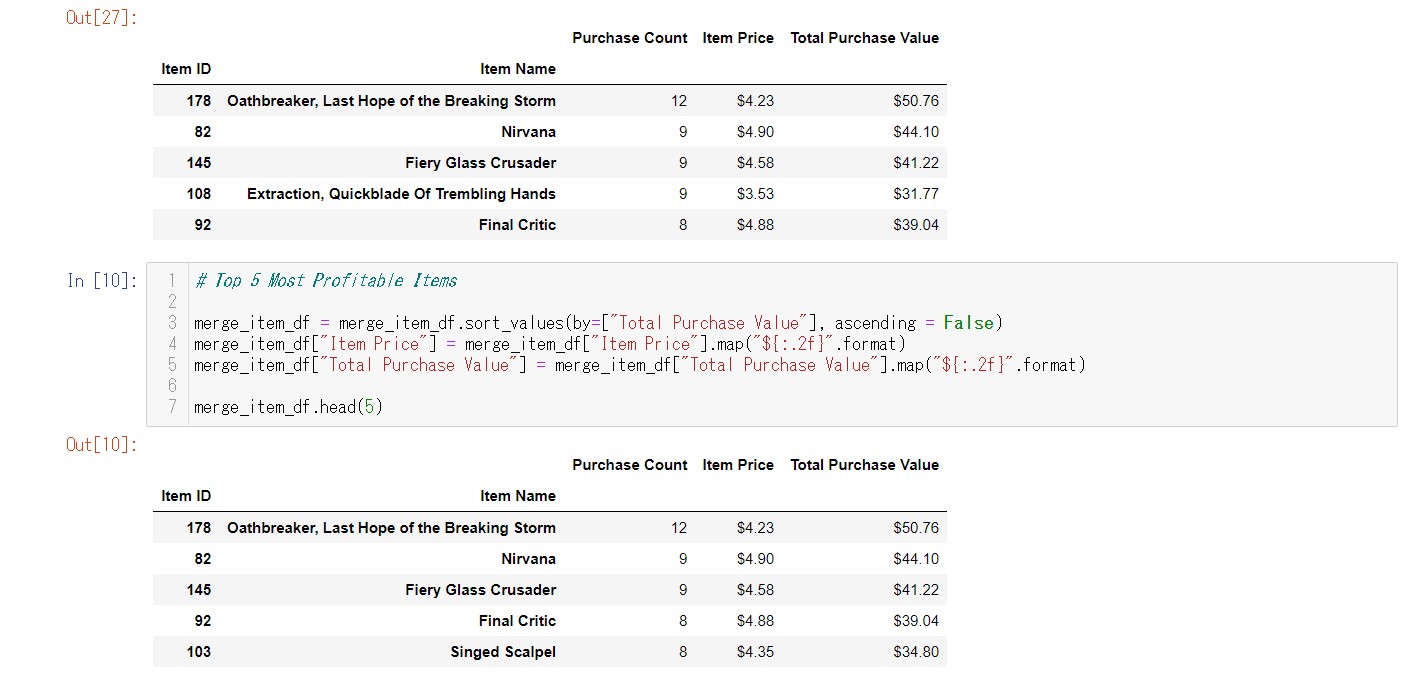 Out[27]:
Purchase Count Item Price Total Purchase Value
Item ID Item Name
178 Oathbreaker, Last Hope of the Breaking Storm 12 $4.23 $50.76
82 Nirvana 9 $4.90 $44.10
145 Fiery Glass Crusader 9 $4.58 $41.22
108 Extraction, Quickblade Of Trembling Hands 9 $3.53 $31.77
92 Final Critic 8 $4.88 $39.04
In [10]: 1 # Top 5 Most Profitable Items
2
3 merge_item_df = merge_item_df.sort_values(by=["Total Purchase Value"], ascending = False)
4 merge_item_df["Item Price"] = merge_item_df["Item Price"].map("${:.2f}".format)
5 merge_item_df["Total Purchase Value"] = merge_item_df["Total Purchase Value"].map("${:.2f}".format)
6
7 merge_item_df.head(5)
Out[10]:
Purchase Count Item Price Total Purchase Value
Item ID Item Name
178 Oathbreaker, Last Hope of the Breaking Storm 12 $4.23 $50.76
82 Nirvana 9 $4.90 $44.10
145 Fiery Glass Crusader 9 $4.58 $41.22
92 Final Critic 8 $4.88 $39.04
103 Singed Scalpel 8 $4.35 $34.80